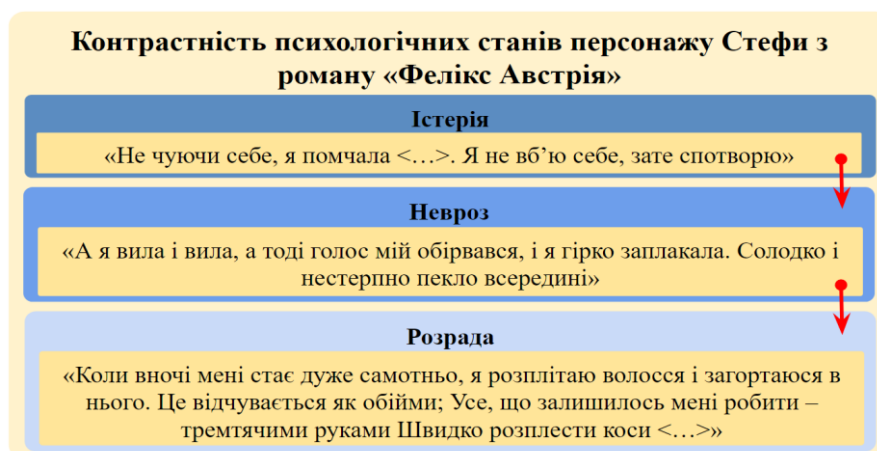 Контрастність психологічних станів персонажу Стефи з
роману «Фелікс Австрія»
Істерія
«Не чуючи себе, я помчала <…>. Я не вб’ю себе, зате спотворю»
Невроз
«А я вила і вила, а тоді голос мій обірвався, і я гірко заплакала. Солодко і
нестерпно пекло всередині»
Розрада
«Коли вночі мені стає дуже самотньо, я розплітаю волосся і загортаюся в
нього. Це відчувається як обійми; Усе, що залишилось мені робити –
тремтячими руками Швидко розплести коси <…>»